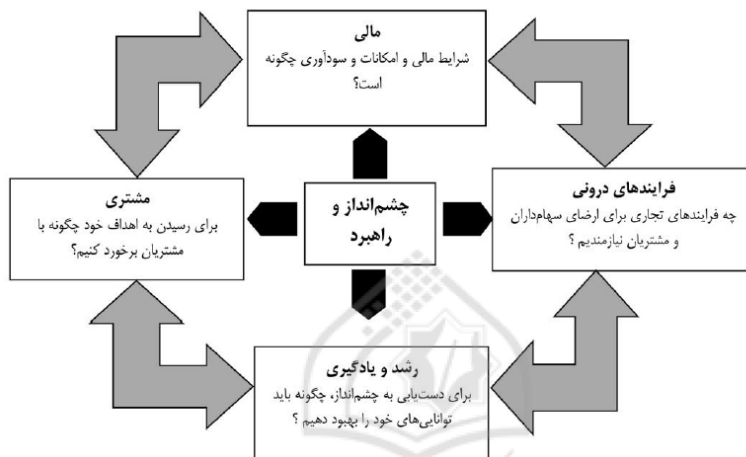 مالی
شرایط مالی و امکانات و سودآوری چگونه
است؟
فرایندهای درونی
چه فرایندهای تجاری برای ارضای سهام‌داران
و مشتریان نیازمندیم ؟
چشم‌انداز و
راهبرد
مشتری
برای رسیدن به اهداف خود چگونه با
مشتریان برخورد کنیم؟
رشد و یادگیری
برای دست‌یابی به چشم‌انداز، چگونه باید
توانایی‌های خود را بهبود دهیم ؟